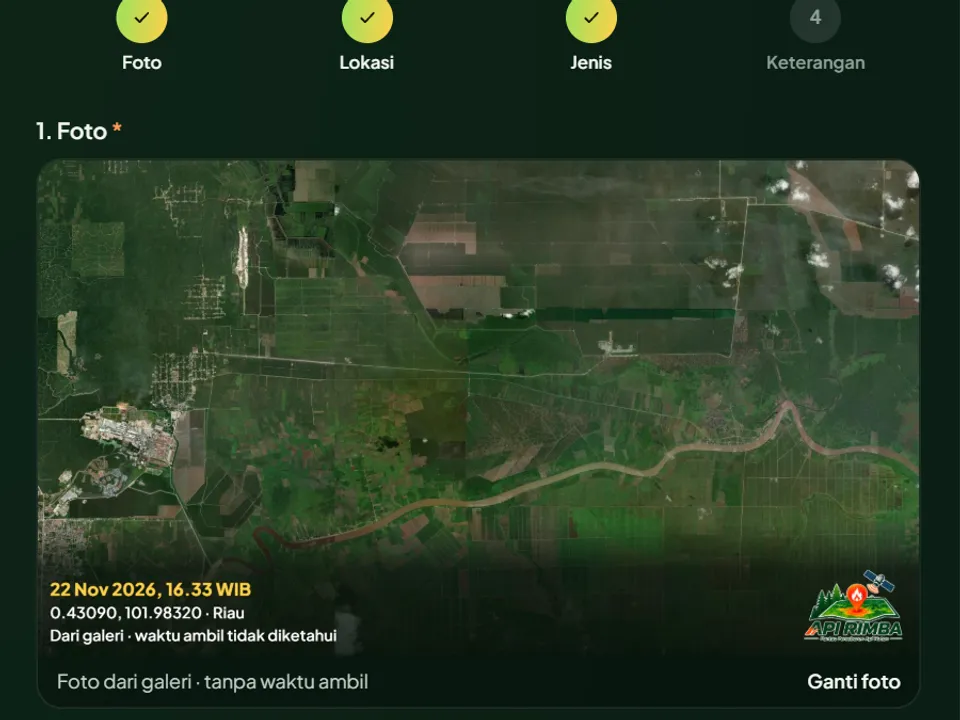 Foto
Lokasi
Jenis
4
Keterangan
1. Foto *
22 Nov 2026, 16.33 WIB
0.43090, 101.98320 · Riau
Dari galeri · waktu ambil tidak diketahui
API RIMBA
Foto dari galeri · tanpa waktu ambil
Ganti foto